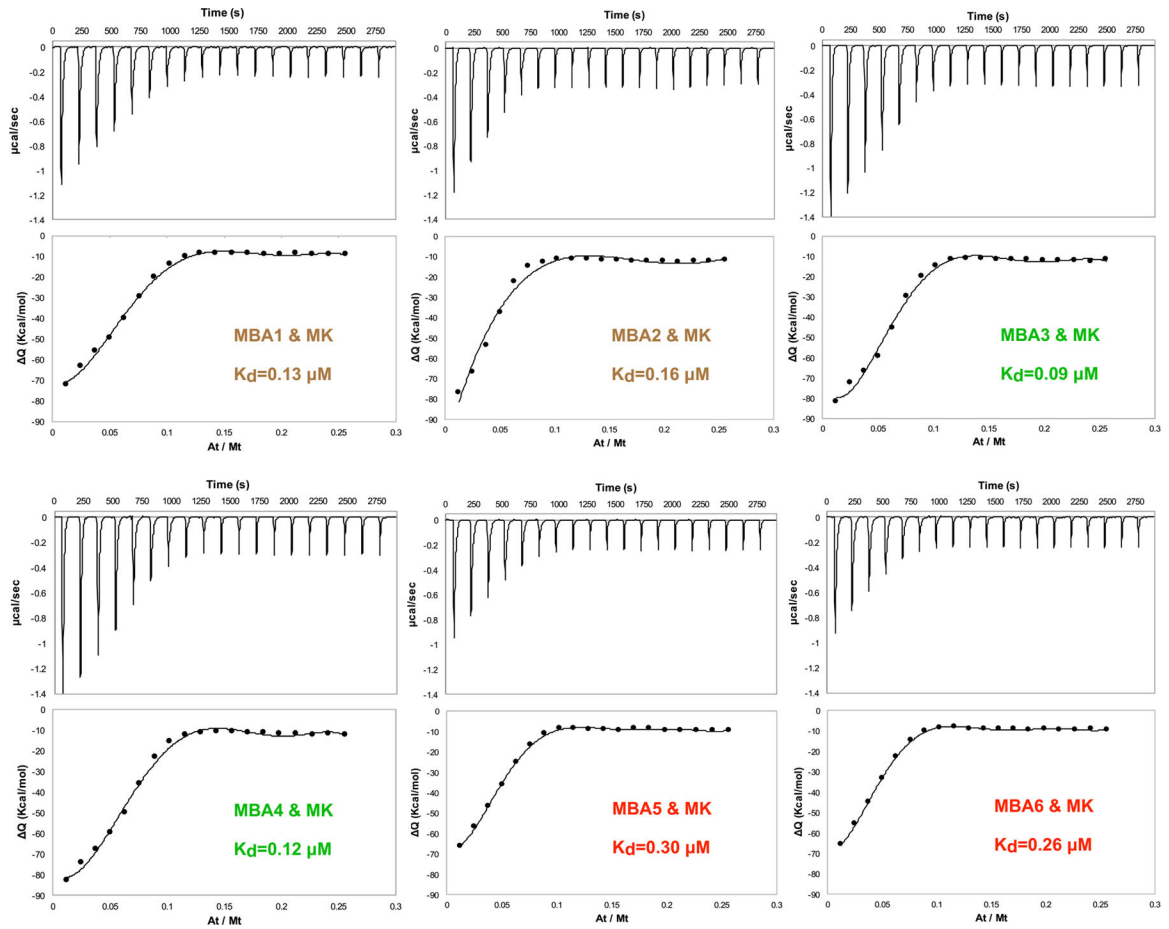 Time (s)
0 250 500 750 1000 1250 1500 1750 2000 2250 2500 2750
0
-0.2
-0.4
-0.6
-0.8
-1
-1.2
-1.4
µcal/sec
0
-10
-20
-30
-40
-50
-60
-70
-80
-90
ΔQ (Kcal/mol)
MBA1 & MK
Kd=0.13 µM
0 0.05 0.1 0.15 0.2 0.25 0.3
At / Mt
Time (s)
0 250 500 750 1000 1250 1500 1750 2000 2250 2500 2750
0
-0.2
-0.4
-0.6
-0.8
-1
-1.2
-1.4
µcal/sec
0
-10
-20
-30
-40
-50
-60
-70
-80
-90
ΔQ (Kcal/mol)
MBA2 & MK
Kd=0.16 µM
0 0.05 0.1 0.15 0.2 0.25 0.3
At / Mt
Time (s)
0 250 500 750 1000 1250 1500 1750 2000 2250 2500 2750
0
-0.2
-0.4
-0.6
-0.8
-1
-1.2
-1.4
µcal/sec
0
-10
-20
-30
-40
-50
-60
-70
-80
-90
ΔQ (Kcal/mol)
MBA3 & MK
Kd=0.09 µM
0 0.05 0.1 0.15 0.2 0.25 0.3
At / Mt
Time (s)
0 250 500 750 1000 1250 1500 1750 2000 2250 2500 2750
0
-0.2
-0.4
-0.6
-0.8
-1
-1.2
-1.4
µcal/sec
0
-10
-20
-30
-40
-50
-60
-70
-80
-90
ΔQ (Kcal/mol)
MBA4 & MK
Kd=0.12 µM
0 0.05 0.1 0.15 0.2 0.25 0.3
At / Mt
Time (s)
0 250 500 750 1000 1250 1500 1750 2000 2250 2500 2750
0
-0.2
-0.4
-0.6
-0.8
-1
-1.2
-1.4
µcal/sec
0
-10
-20
-30
-40
-50
-60
-70
-80
-90
ΔQ (Kcal/mol)
MBA5 & MK
Kd=0.30 µM
0 0.05 0.1 0.15 0.2 0.25 0.3
At / Mt
Time (s)
0 250 500 750 1000 1250 1500 1750 2000 2250 2500 2750
0
-0.2
-0.4
-0.6
-0.8
-1
-1.2
-1.4
µcal/sec
0
-10
-20
-30
-40
-50
-60
-70
-80
-90
ΔQ (Kcal/mol)
MBA6 & MK
Kd=0.26 µM
0 0.05 0.1 0.15 0.2 0.25 0.3
At / Mt